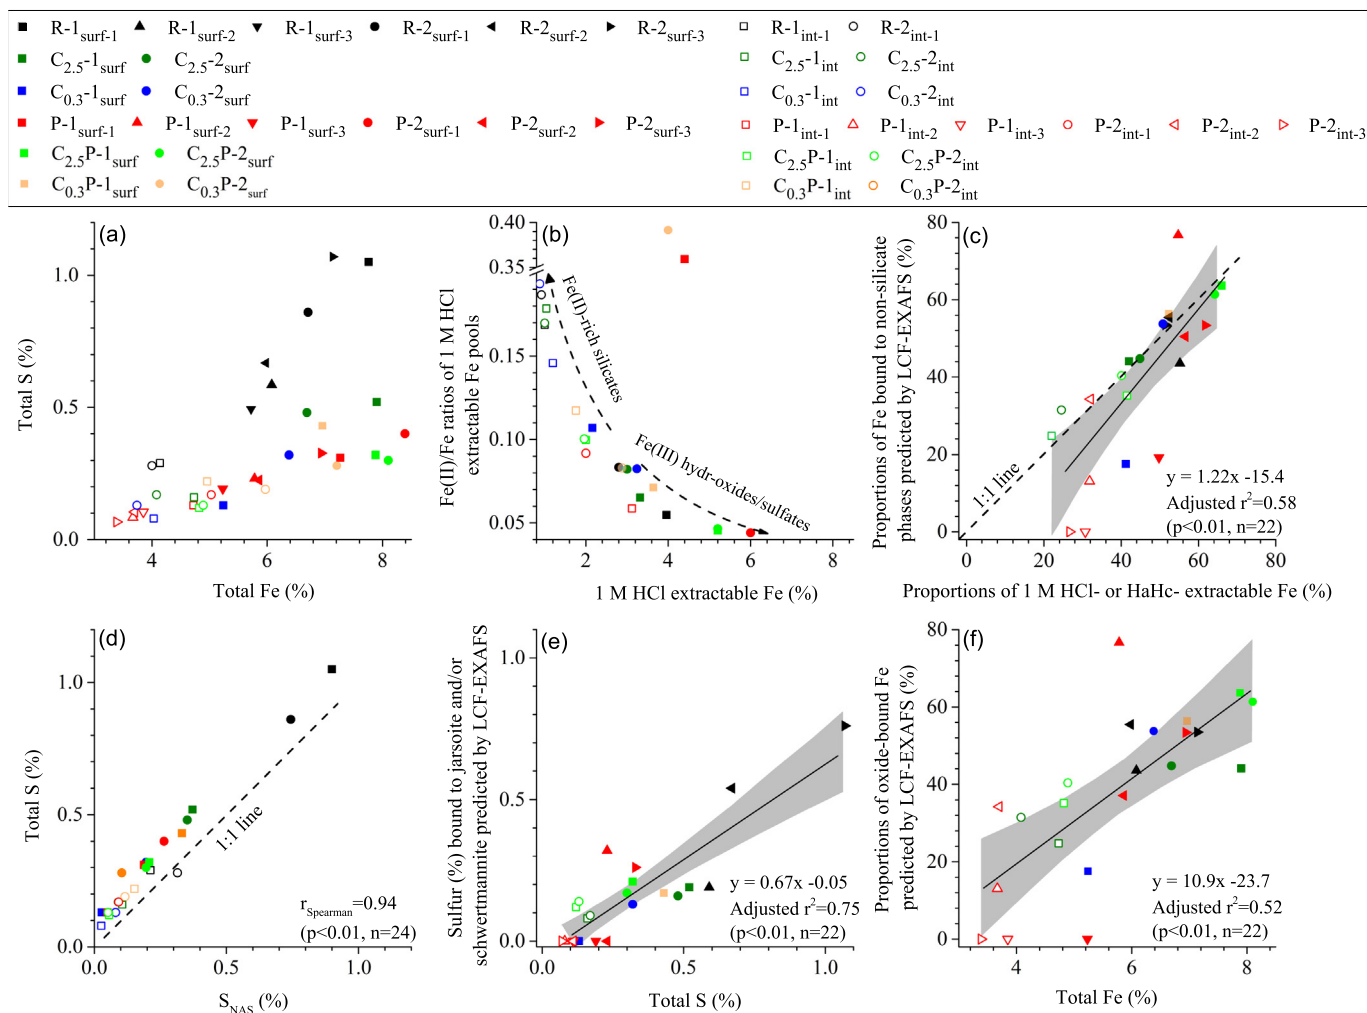 R-1surf-1 R-1surf-2 R-1surf-3 R-2surf-1 R-2surf-2 R-2surf-3 R-1int-1 R-2int-1
C2.5-1surf C2.5-2surf C2.5-1int C2.5-2int
C0.3-1surf C0.3-2surf C0.3-1int C0.3-2int
P-1surf-1 P-1surf-2 P-1surf-3 P-2surf-1 P-2surf-2 P-2surf-3 P-1int-1 P-1int-2 P-1int-3 P-2int-1 P-2int-2 P-2int-3
C2.5P-1surf C2.5P-2surf C2.5P-1int C2.5P-2int
C0.3P-1surf C0.3P-2surf C0.3P-1int C0.3P-2int
(a)
Total S (%)
1.0
0.5
0.0
4 6 8
Total Fe (%)
(b)
Fe(II)/Fe ratios of 1 M HCl
extractable Fe pools
0.40
0.35
0.15
0.10
0.05
Fe(II)-rich silicates
Fe(III) hydr-oxides/sulfates
2 4 6 8
1 M HCl extractable Fe (%)
(c)
Proportions of Fe bound to non-silicate
phases predicted by LCF-EXAFS (%)
80
60
40
20
0
1:1 line
y = 1.22x -15.4
Adjusted r2=0.58
(p<0.01, n=22)
0 20 40 60 80
Proportions of 1 M HCl- or HaHc- extractable Fe (%)
(d)
Total S (%)
1.0
0.5
0.0
1:1 line
rSpearman=0.94
(p<0.01, n=24)
0.0 0.5 1.0
SNAS (%)
(e)
Sulfur (%) bound to jarsoite and/or
schwertmannite predicted by LCF-EXAFS
1.0
0.5
0.0
y = 0.67x -0.05
Adjusted r2=0.75
(p<0.01, n=22)
0.0 0.5 1.0
Total S (%)
(f)
Proportions of oxide-bound Fe
predicted by LCF-EXAFS (%)
80
60
40
20
0
y = 10.9x -23.7
Adjusted r2=0.52
(p<0.01, n=22)
4 6 8
Total Fe (%)